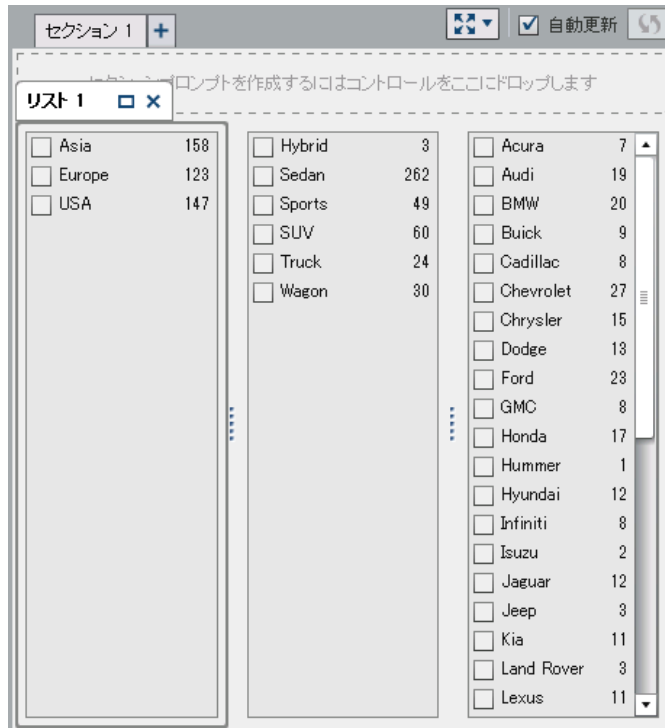 セクション 1
自動更新
セクションプロンプトを作成するにはコントロールをここにドロップします
リスト 1
Asia 158
Europe 123
USA 147
Hybrid 3
Sedan 262
Sports 49
SUV 60
Truck 24
Wagon 30
Acura 7
Audi 19
BMW 20
Buick 9
Cadillac 8
Chevrolet 27
Chrysler 15
Dodge 13
Ford 23
GMC 8
Honda 17
Hummer 1
Hyundai 12
Infiniti 8
Isuzu 2
Jaguar 12
Jeep 3
Kia 11
Land Rover 3
Lexus 11